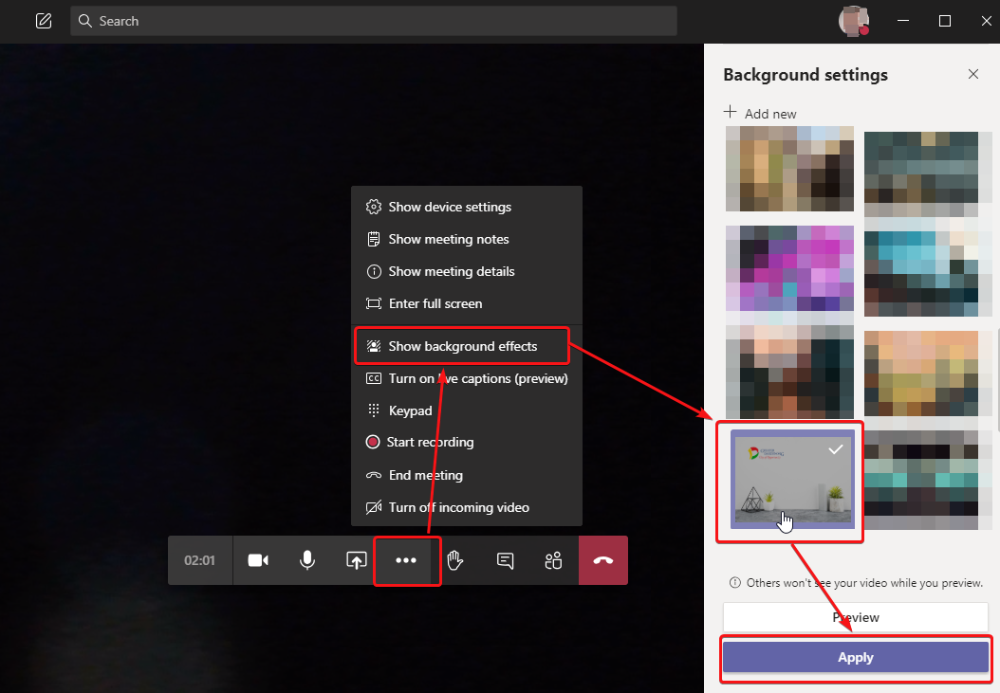 Search
Background settings
Add new
Show device settings
Show meeting notes
Show meeting details
Enter full screen
Show background effects
CC Turn on live captions (preview)
Keypad
Start recording
End meeting
Turn off incoming video
02:01
Others won't see your video while you preview.
Preview
Apply